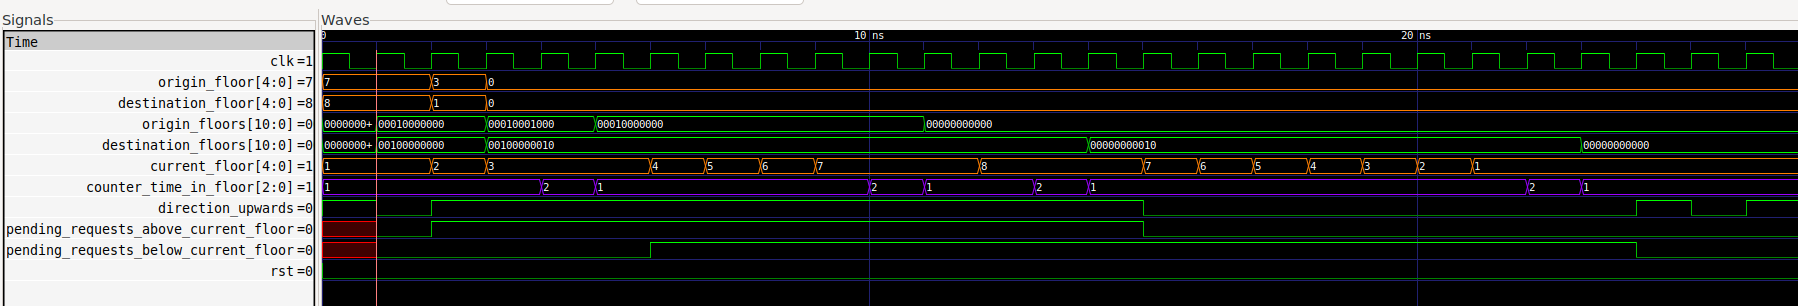 Signals Waves
Time 0 10 ns 20 ns
clk =1
origin_floor[4:0] =7 7 3 0
destination_floor[4:0] =8 8 1 0
origin_floors[10:0] =0 0000000+ 00010000000 00010001000 00010000000 00000000000
destination_floors[10:0] =0 0000000+ 00100000000 00100000010 00000000010 00000000000
current_floor[4:0] =1 1 2 3 4 5 6 7 8 7 6 5 4 3 2 1
counter_time_in_floor[2:0] =1 1 2 1 2 1 2 1 2 1
direction_upwards =0
pending_requests_above_current_floor =0
pending_requests_below_current_floor =0
rst =0